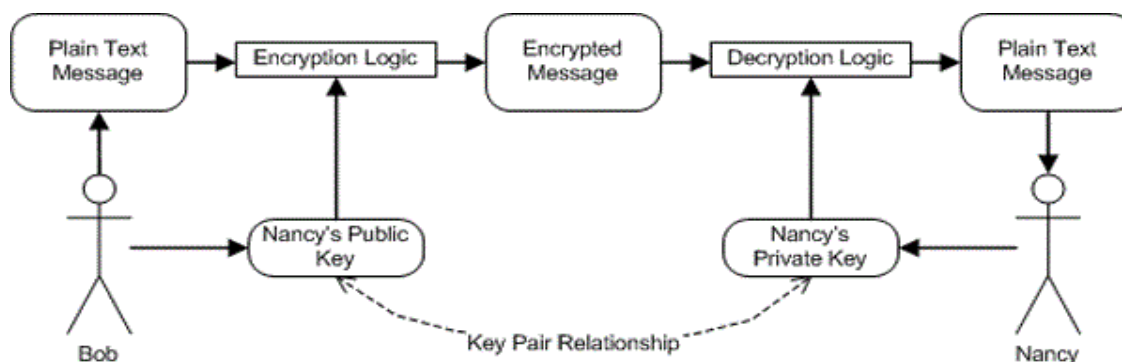 Plain Text
Message
Encryption Logic
Encrypted
Message
Decryption Logic
Plain Text
Message
Nancy's Public
Key
Nancy's
Private Key
Key Pair Relationship
Bob
Nancy